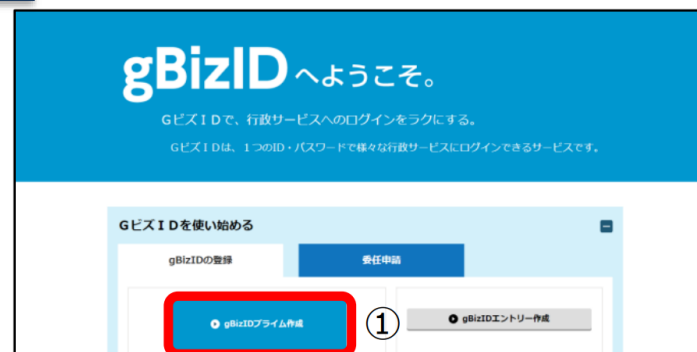 gBizIDへようこそ。
GビズIDで、行政サービスへのログインをラクにする。
GビズIDは、1つのID・パスワードで様々な行政サービスにログインできるサービスです。
GビズIDを使い始める
gBizIDの登録
委任申請
gBizIDプライム作成
①
gBizIDエントリー作成